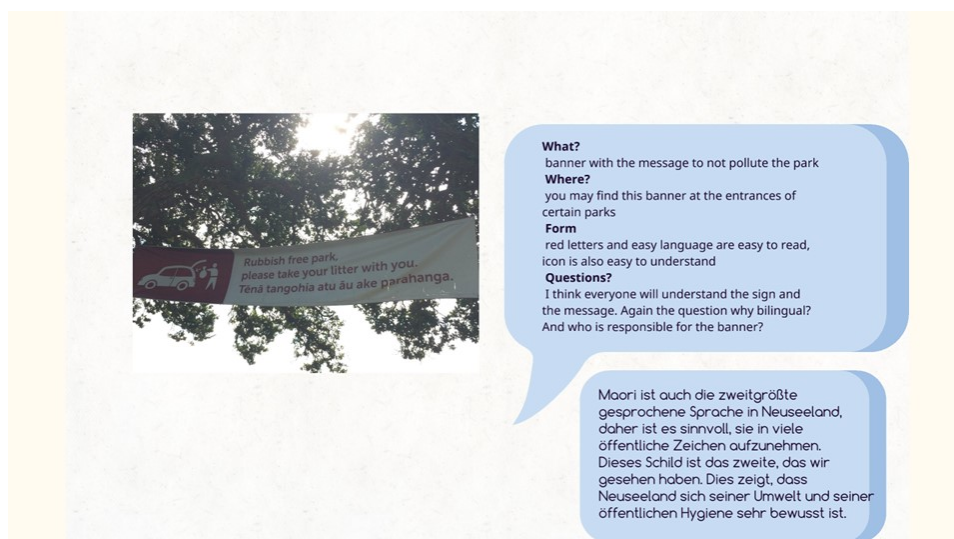 Rubbish free park,
please take your litter with you.
Tēnā tangohia atu āu ake parahanga.
What?
banner with the message to not pollute the park
Where?
you may find this banner at the entrances of
certain parks
Form
red letters and easy language are easy to read,
icon is also easy to understand
Questions?
I think everyone will understand the sign and
the message. Again the question why bilingual?
And who is responsible for the banner?
Maori ist auch die zweitgrößte
gesprochene Sprache in Neuseeland,
daher ist es sinnvoll, sie in viele
öffentliche Zeichen aufzunehmen.
Dieses Schild ist das zweite, das wir
gesehen haben. Dies zeigt, dass
Neuseeland sich seiner Umwelt und seiner
öffentlichen Hygiene sehr bewusst ist.